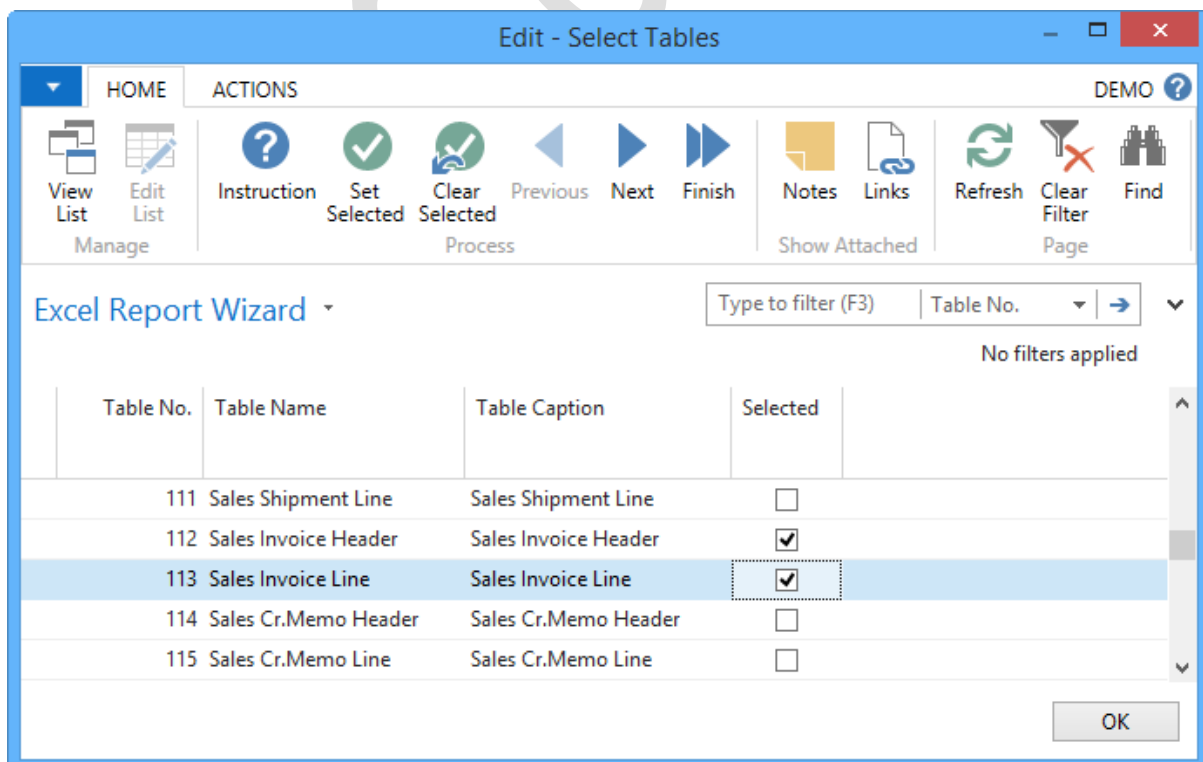 Edit - Select Tables
HOME ACTIONS DEMO ?
View List
Edit List
Instruction
Set Selected
Clear Selected
Previous
Next
Finish
Notes
Links
Refresh
Clear Filter
Find
Manage Process Show Attached Page
Excel Report Wizard
Type to filter (F3) Table No.
No filters applied
Table No. Table Name Table Caption Selected
111 Sales Shipment Line Sales Shipment Line
112 Sales Invoice Header Sales Invoice Header
113 Sales Invoice Line Sales Invoice Line
114 Sales Cr.Memo Header Sales Cr.Memo Header
115 Sales Cr.Memo Line Sales Cr.Memo Line
OK